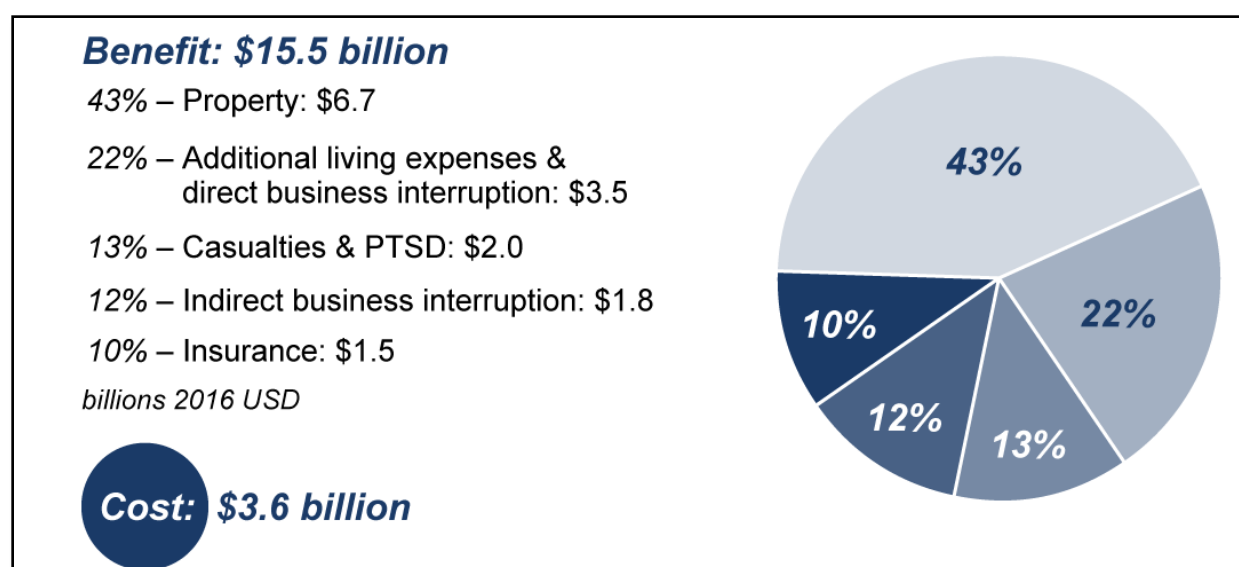 Benefit: $15.5 billion
43% – Property: $6.7
22% – Additional living expenses &
direct business interruption: $3.5
13% – Casualties & PTSD: $2.0
12% – Indirect business interruption: $1.8
10% – Insurance: $1.5
billions 2016 USD
Cost: $3.6 billion
43%
22%
13%
12%
10%